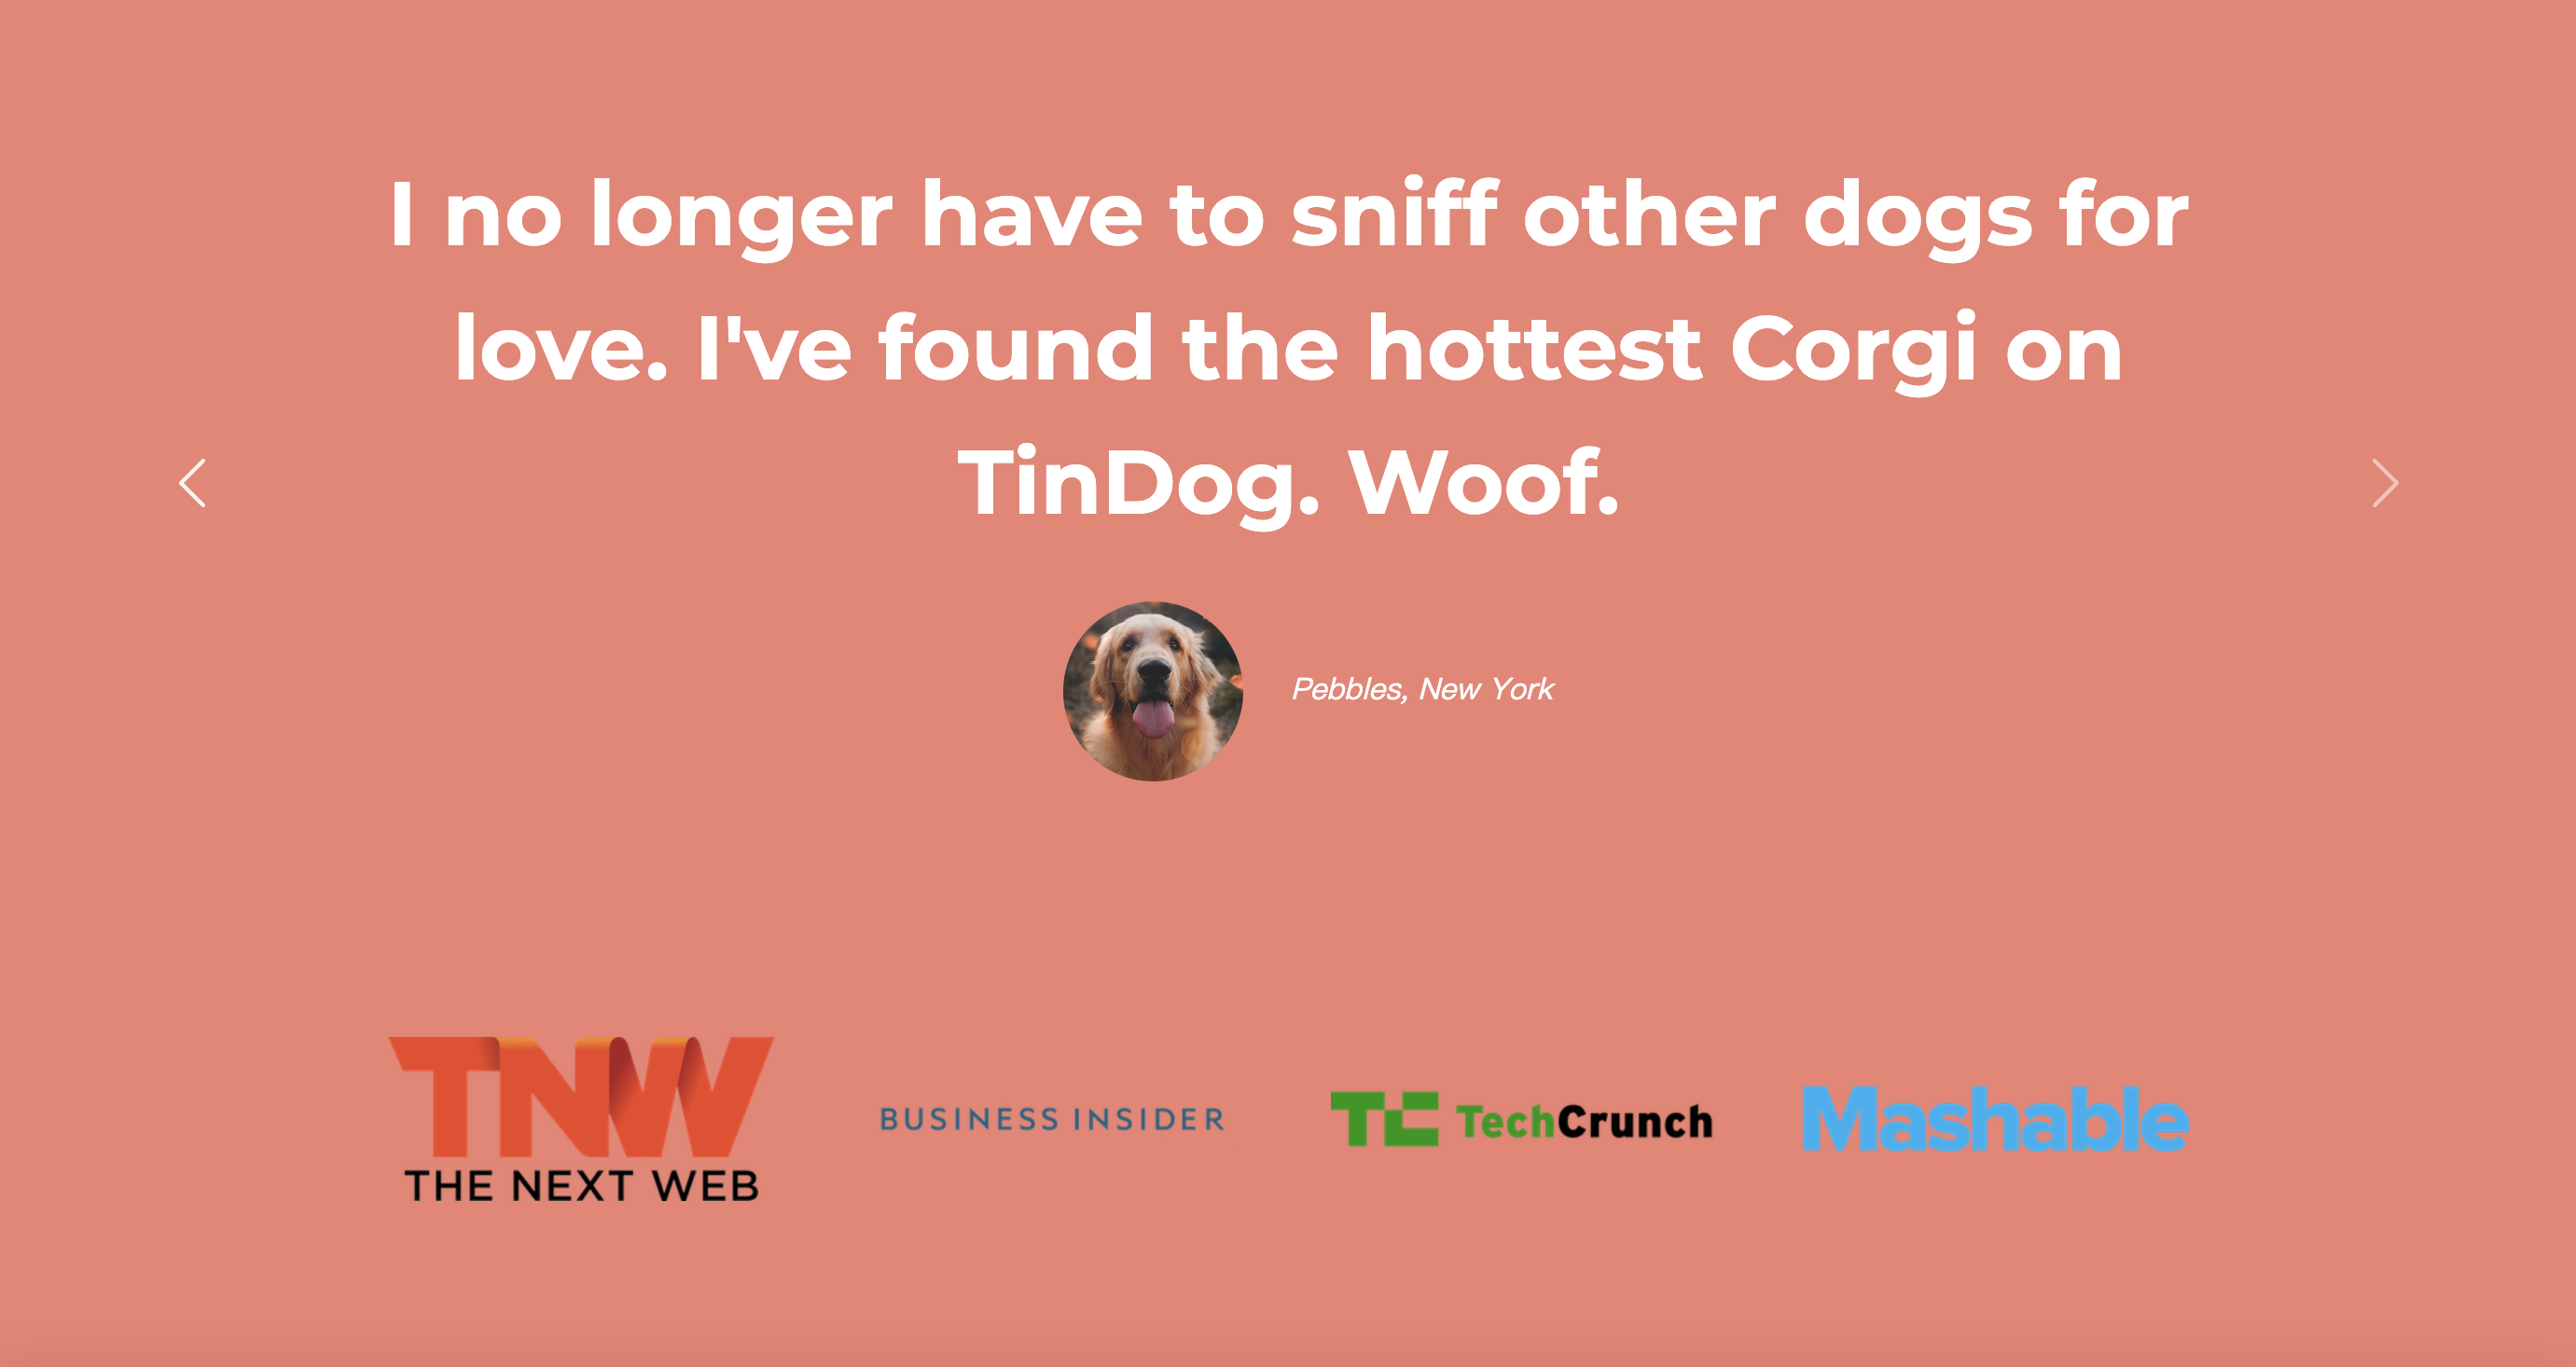 I no longer have to sniff other dogs for
love. I've found the hottest Corgi on
TinDog. Woof.
Pebbles, New York
TNW
THE NEXT WEB
BUSINESS INSIDER
TC TechCrunch
Mashable